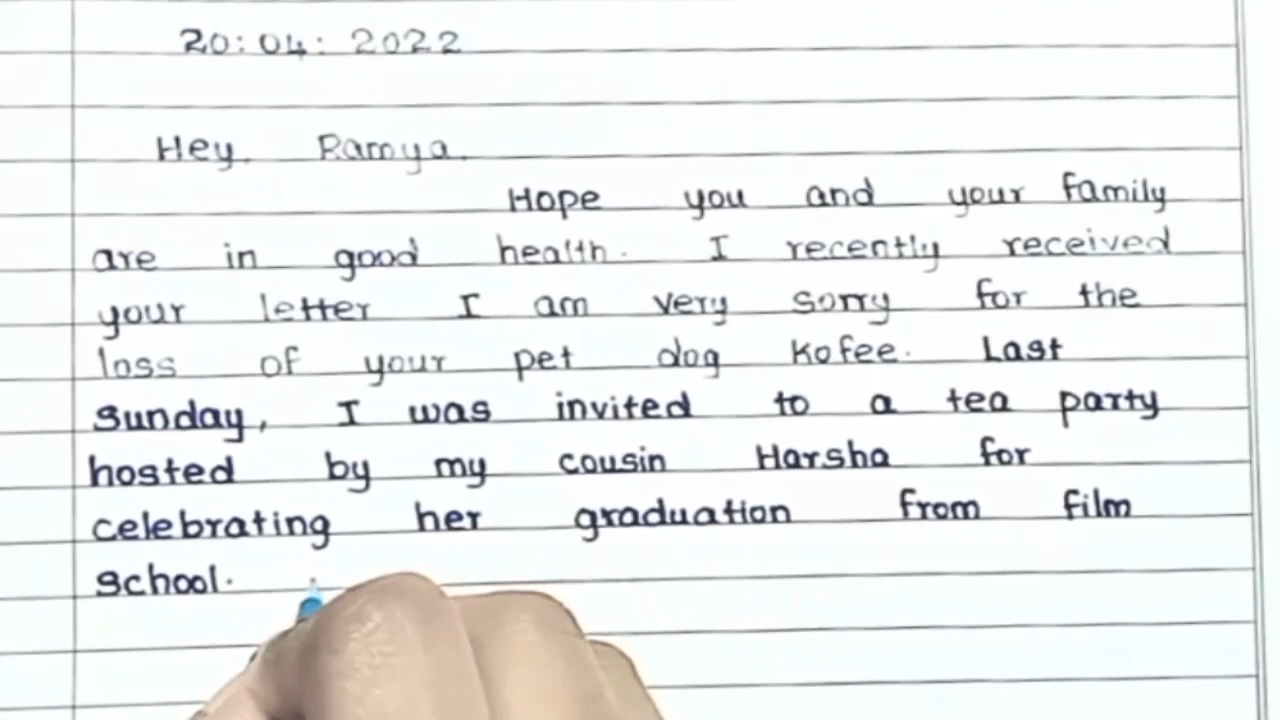 20:04: 2022
Hey, Ramya.
Hope you and your family
are in good health. I recently received
your letter I am very sorry for the
loss of your pet dog Kofee. Last
Sunday, I was invited to a tea party
hosted by my cousin Harsha for
celebrating her graduation from film
school.